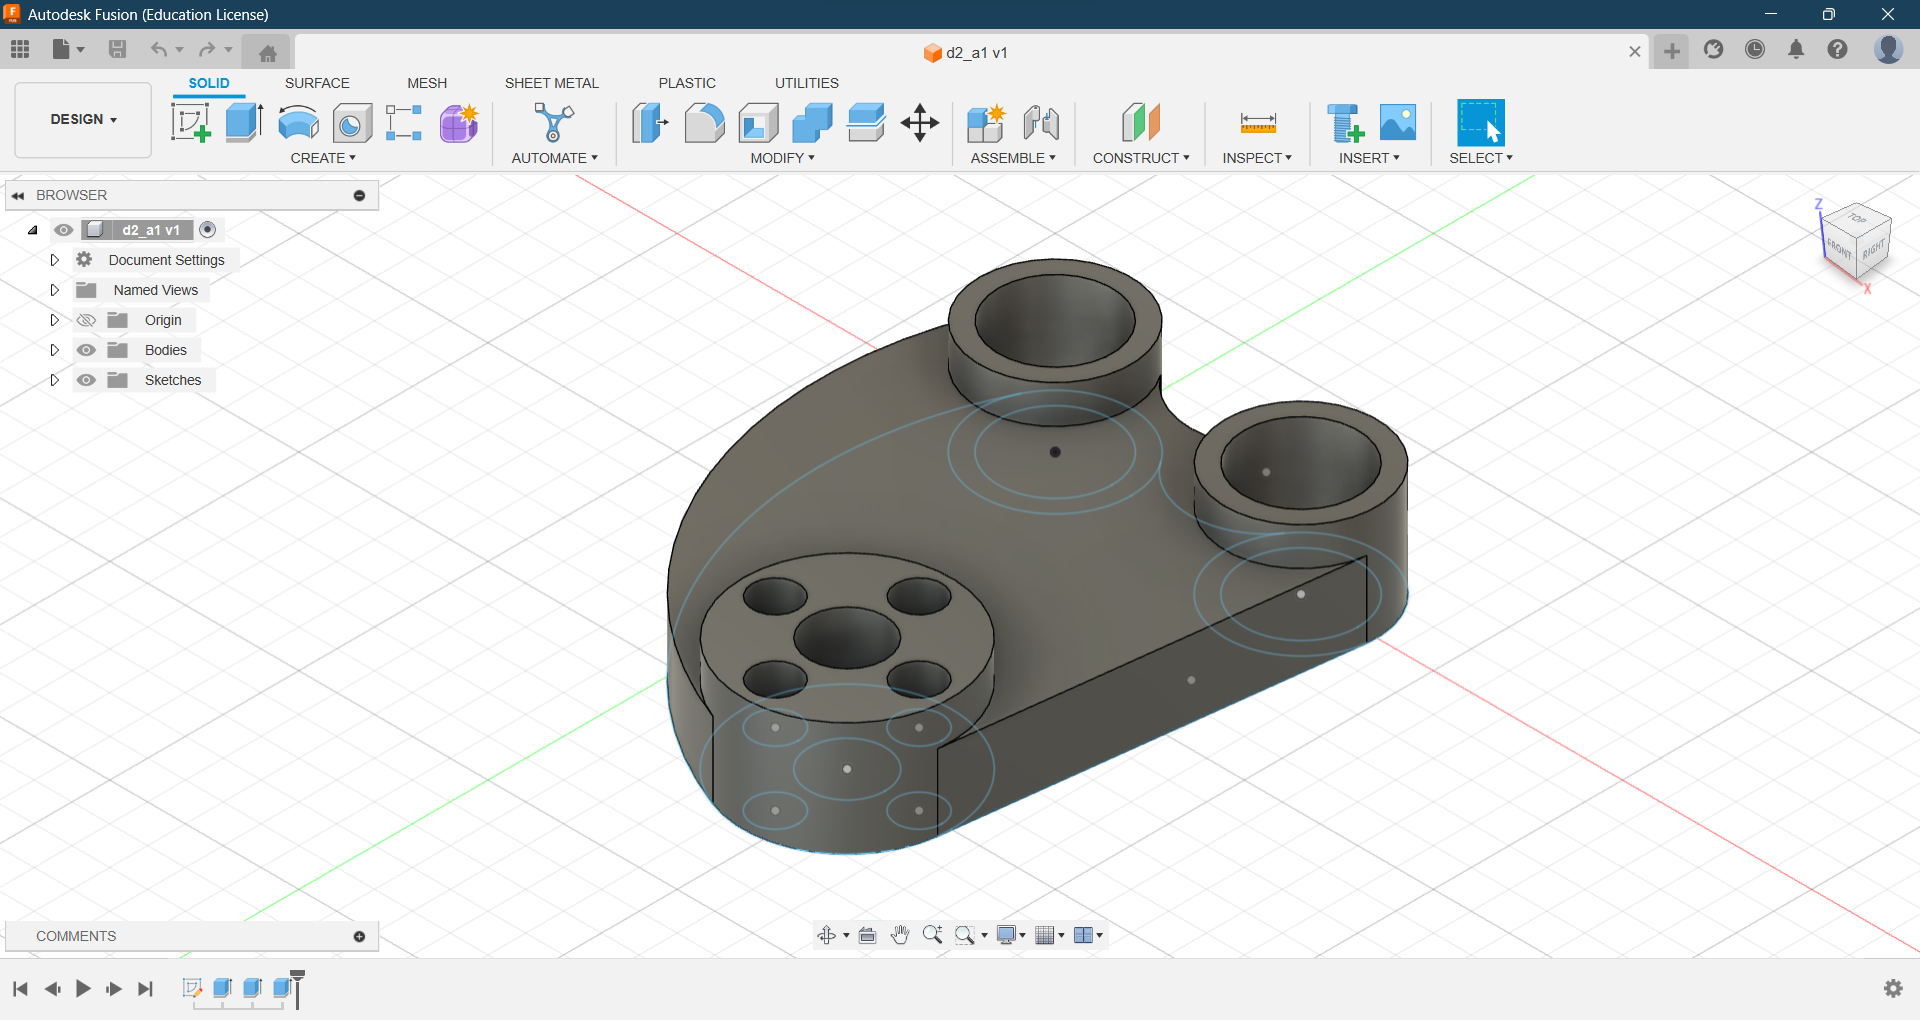 Autodesk Fusion (Education License)
d2_a1 v1
SOLID SURFACE MESH SHEET METAL PLASTIC UTILITIES
DESIGN
CREATE AUTOMATE MODIFY ASSEMBLE CONSTRUCT INSPECT INSERT SELECT
BROWSER
d2_a1 v1
Document Settings
Named Views
Origin
Bodies
Sketches
Z
TOP
FRONT RIGHT
X
COMMENTS